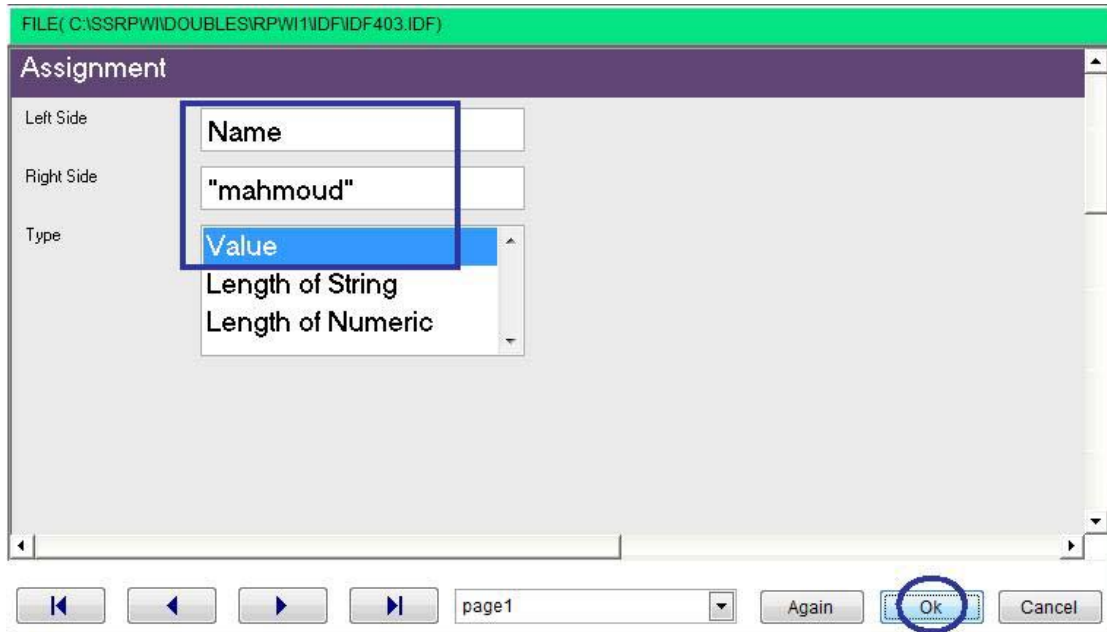 FILE( C:\SSRPWI\DOUBLES\RPWI1\IDF\IDF403.IDF)
Assignment
Left Side
Name
Right Side
"mahmoud"
Type
Value
Length of String
Length of Numeric
page1
Again
Ok
Cancel